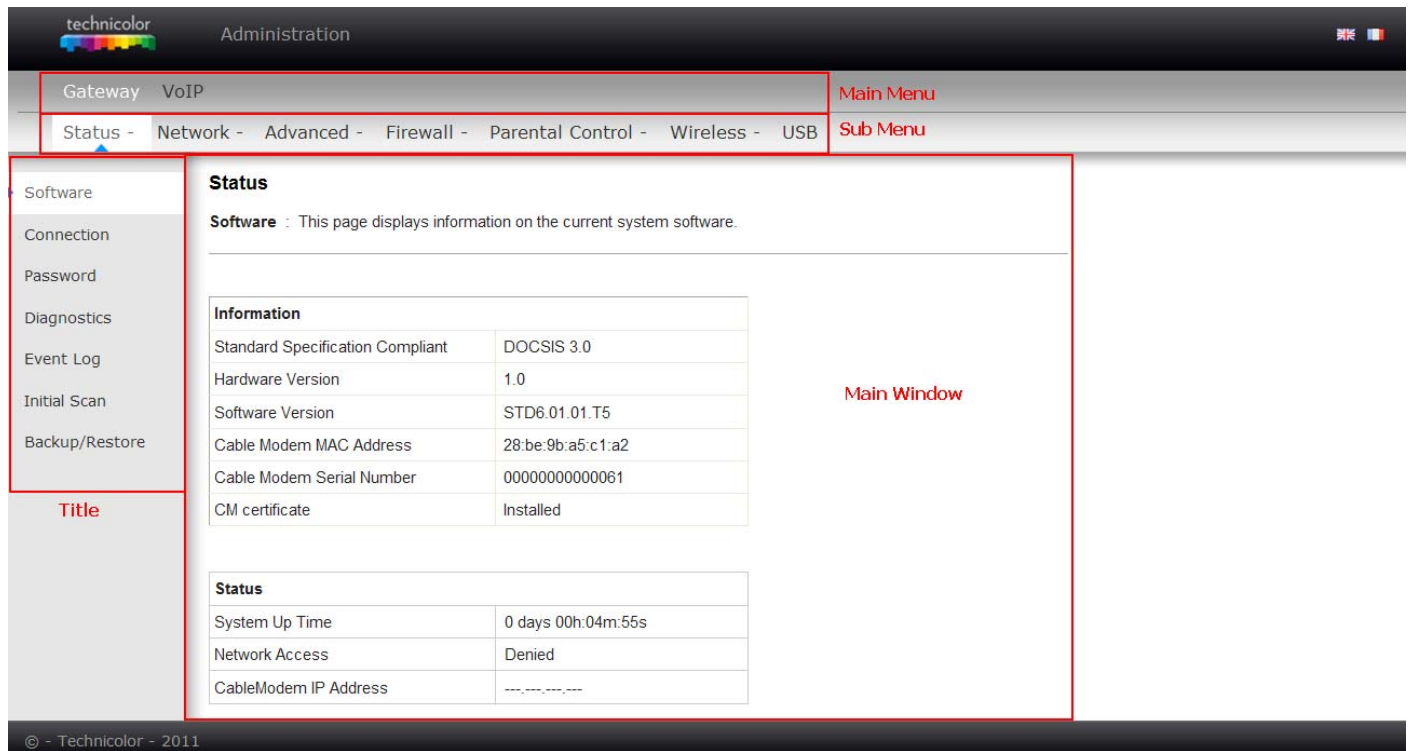 technicolor
Administration
Gateway VoIP
Main Menu
Status - Network - Advanced - Firewall - Parental Control - Wireless - USB
Sub Menu
Software
Connection
Password
Diagnostics
Event Log
Initial Scan
Backup/Restore
Title
Status
Software : This page displays information on the current system software.
Information
Standard Specification Compliant DOCSIS 3.0
Hardware Version 1.0
Software Version STD6.01.01.T5
Cable Modem MAC Address 28:be:9b:a5:c1:a2
Cable Modem Serial Number 00000000000061
CM certificate Installed
Main Window
Status
System Up Time 0 days 00h:04m:55s
Network Access Denied
CableModem IP Address ---.---.---.---
© - Technicolor - 2011